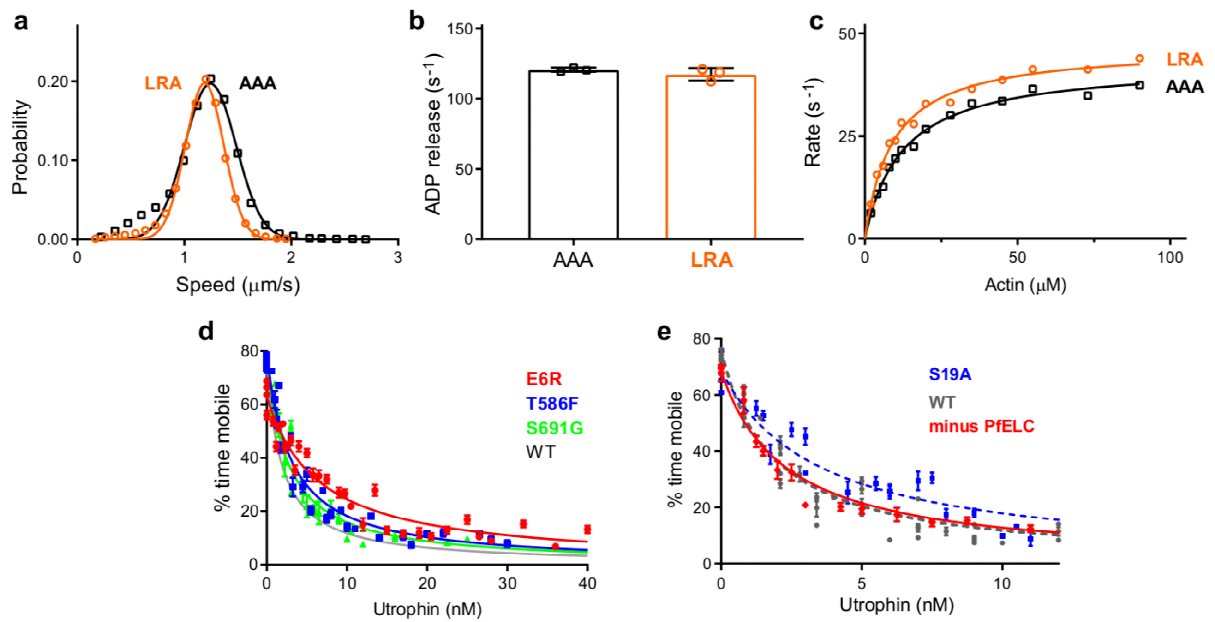 a
Probability
0.20
0.10
0.00
LRA
AAA
0
1
2
3
Speed (μm/s)
b
ADP release (s⁻¹)
150
100
50
0
AAA
LRA
c
Rate (s⁻¹)
50
25
0
LRA
AAA
0
50
100
Actin (μM)
d
% time mobile
80
60
40
20
0
E6R
T586F
S691G
WT
0
10
20
30
40
Utrophin (nM)
e
% time mobile
80
60
40
20
0
S19A
WT
minus PfELC
0
5
10
Utrophin (nM)